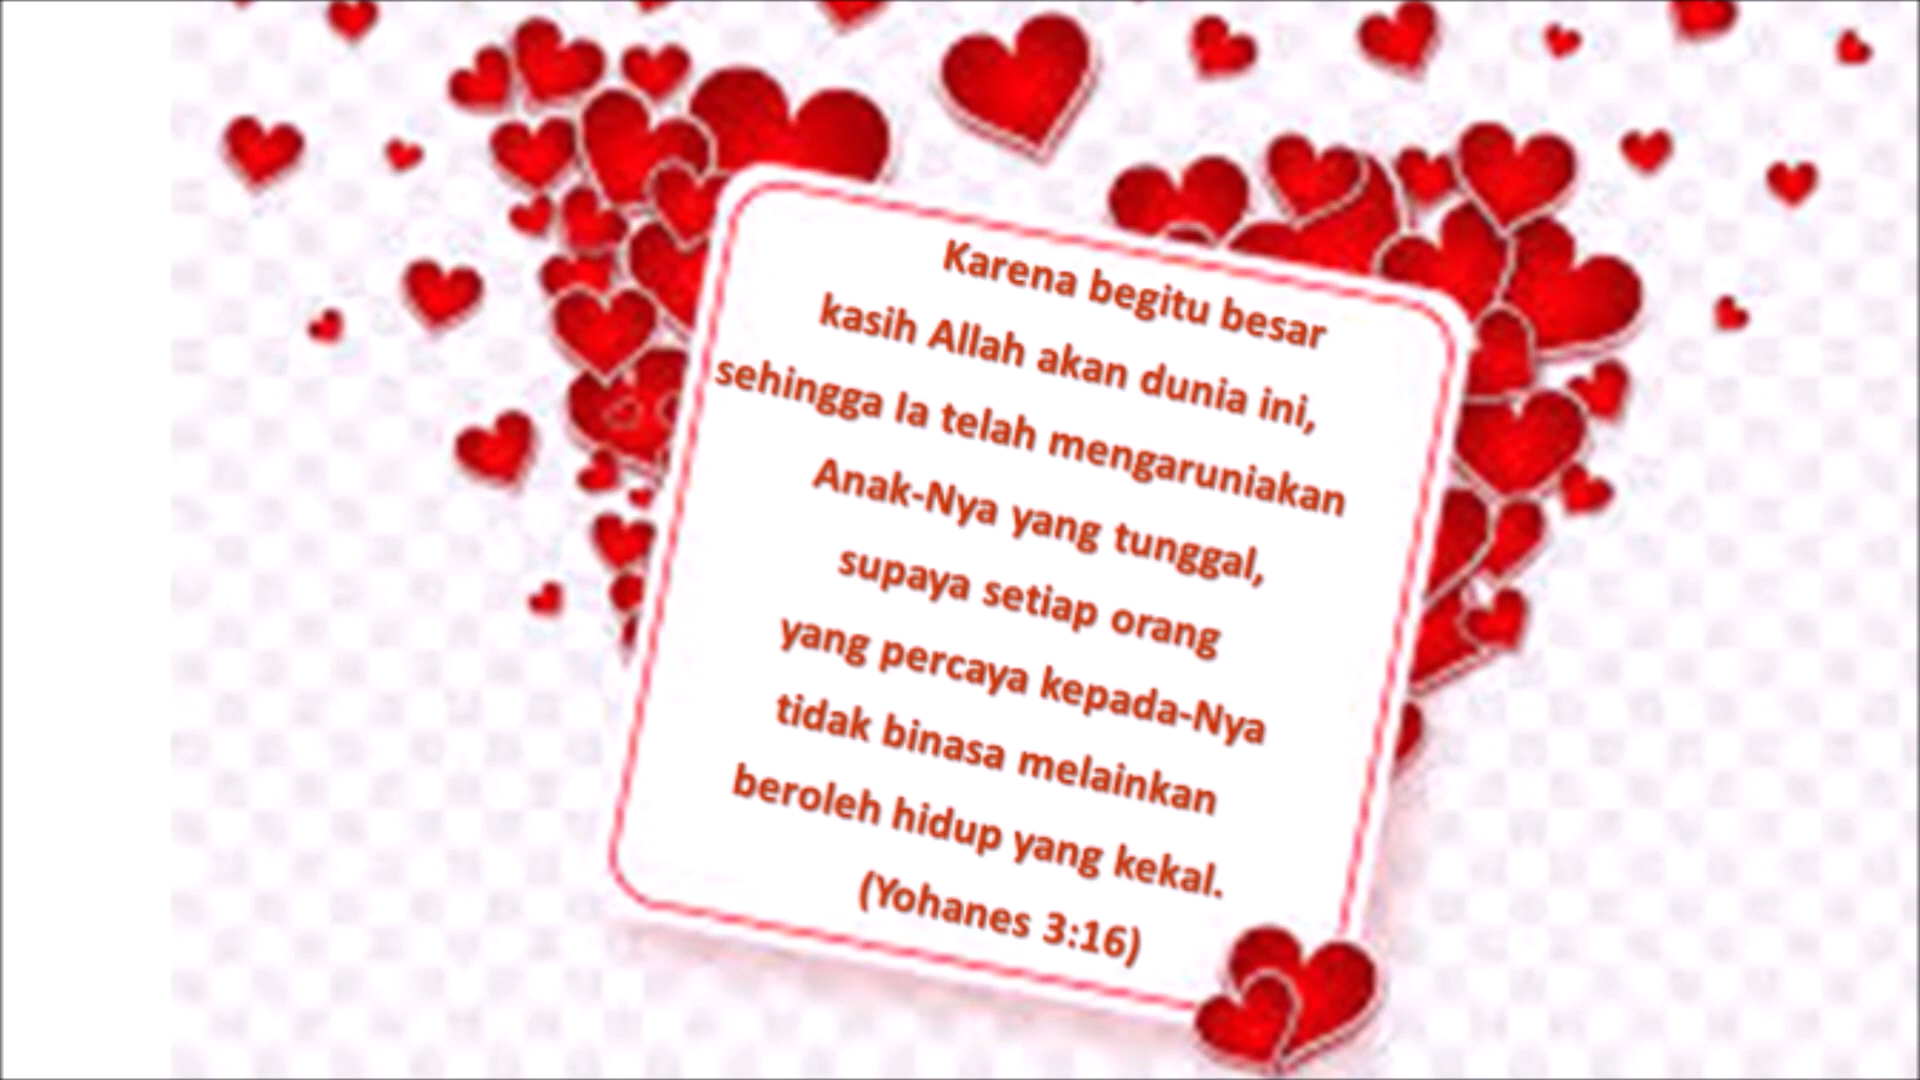 Karena begitu besar
kasih Allah akan dunia ini,
sehingga Ia telah mengaruniakan
Anak-Nya yang tunggal,
supaya setiap orang
yang percaya kepada-Nya
tidak binasa melainkan
beroleh hidup yang kekal.
(Yohanes 3:16)